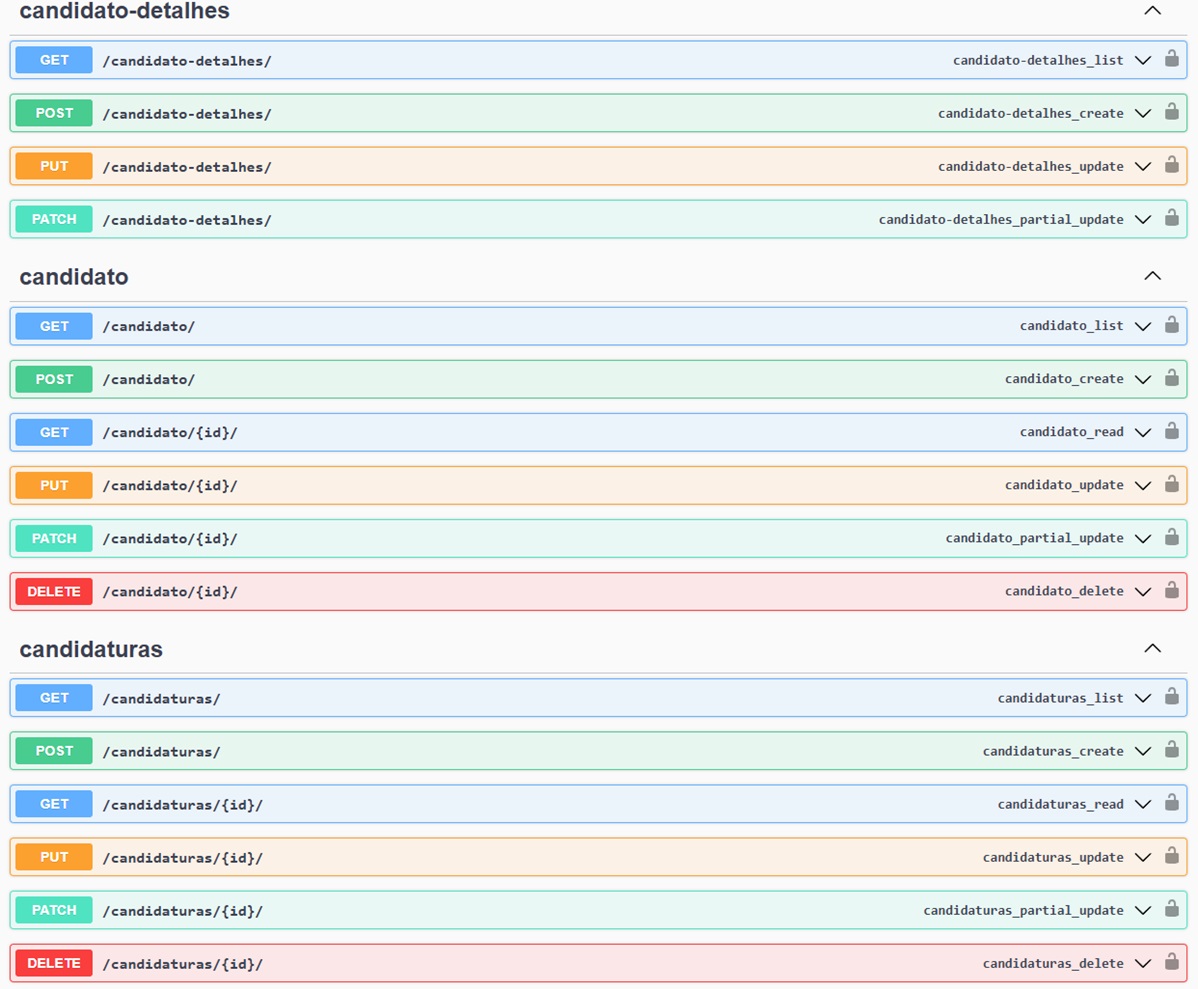 candidato-detalhes
GET /candidato-detalhes/ candidato-detalhes_list
POST /candidato-detalhes/ candidato-detalhes_create
PUT /candidato-detalhes/ candidato-detalhes_update
PATCH /candidato-detalhes/ candidato-detalhes_partial_update
candidato
GET /candidato/ candidato_list
POST /candidato/ candidato_create
GET /candidato/{id}/ candidato_read
PUT /candidato/{id}/ candidato_update
PATCH /candidato/{id}/ candidato_partial_update
DELETE /candidato/{id}/ candidato_delete
candidaturas
GET /candidaturas/ candidaturas_list
POST /candidaturas/ candidaturas_create
GET /candidaturas/{id}/ candidaturas_read
PUT /candidaturas/{id}/ candidaturas_update
PATCH /candidaturas/{id}/ candidaturas_partial_update
DELETE /candidaturas/{id}/ candidaturas_delete